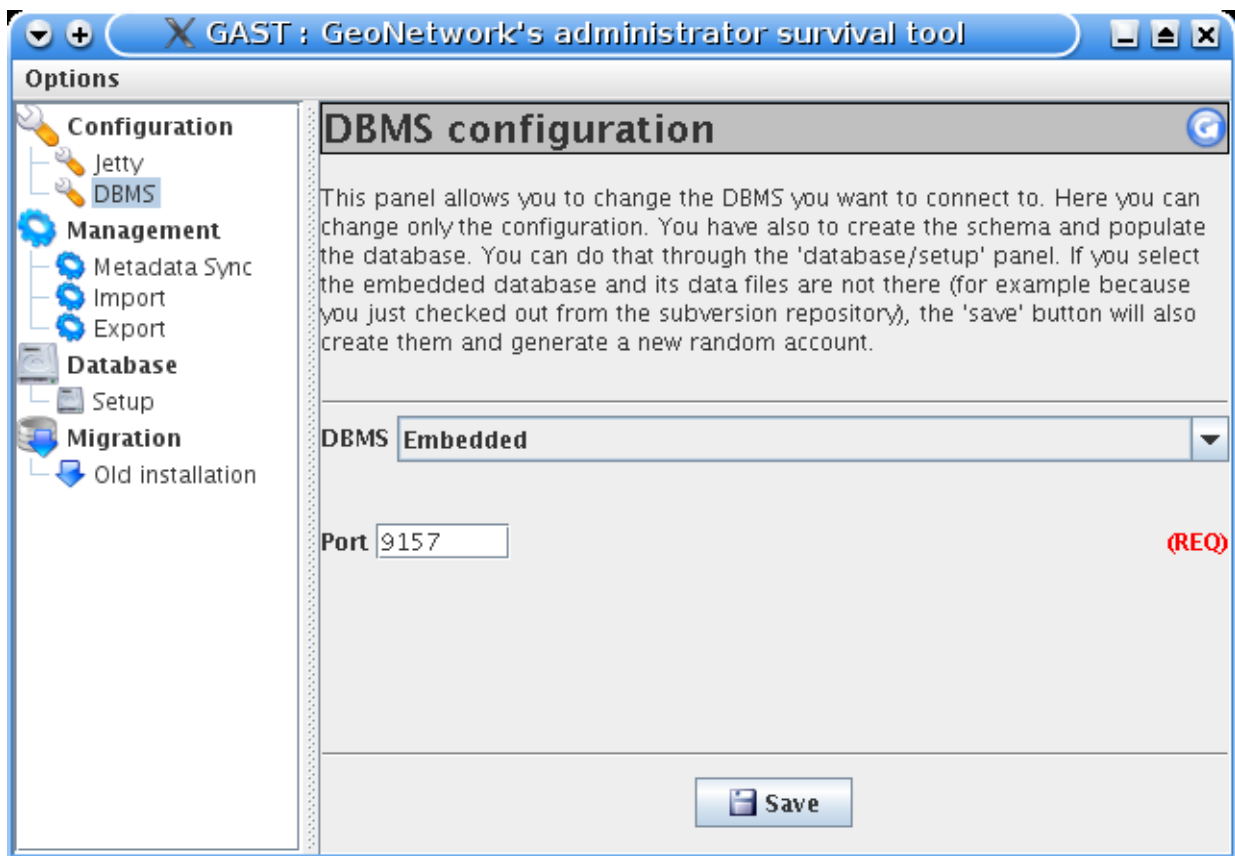 GAST : GeoNetwork's administrator survival tool
Options
Configuration
Jetty
DBMS
Management
Metadata Sync
Import
Export
Database
Setup
Migration
Old installation
DBMS configuration
This panel allows you to change the DBMS you want to connect to. Here you can
change only the configuration. You have also to create the schema and populate
the database. You can do that through the 'database/setup' panel. If you select
the embedded database and its data files are not there (for example because
you just checked out from the subversion repository), the 'save' button will also
create them and generate a new random account.
DBMS Embedded
Port 9157 (REQ)
Save